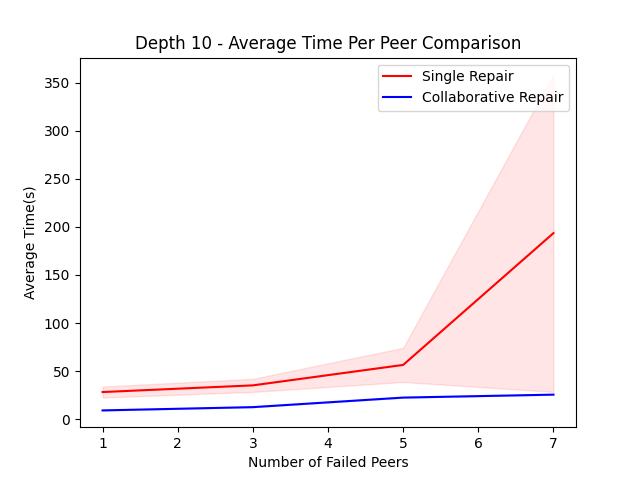 Depth 10 - Average Time Per Peer Comparison
Single Repair
Collaborative Repair
350
300
250
200
150
100
50
0
Average Time(s)
1 2 3 4 5 6 7
Number of Failed Peers